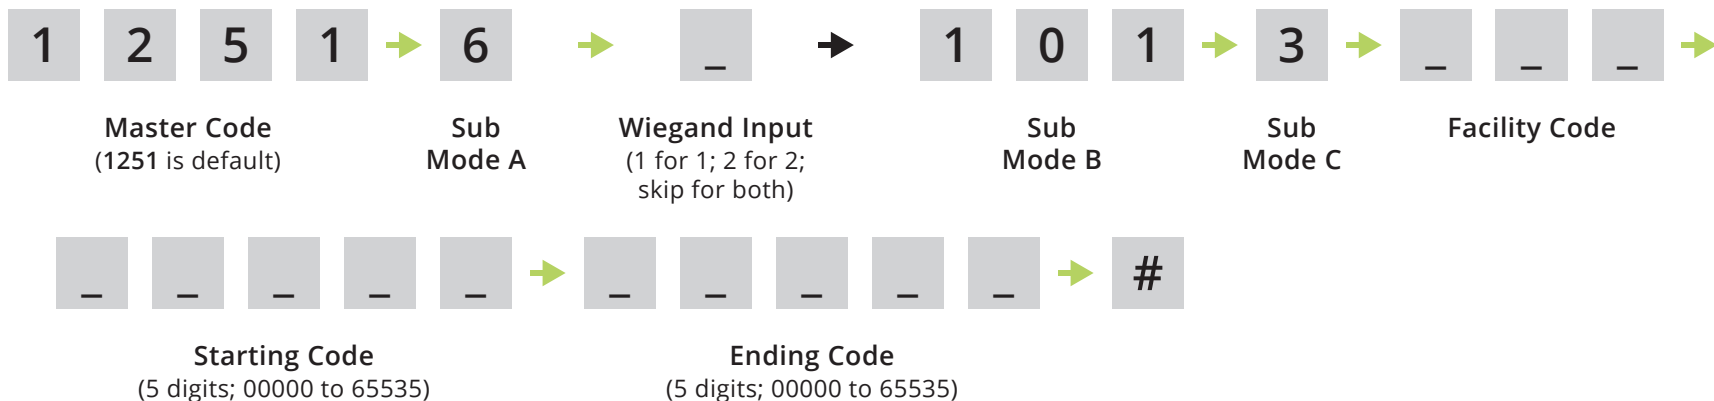 1 2 5 1 6 _ 1 0 1 3 _ _ _
Master Code Sub Wiegand Input Sub Sub Facility Code
(1251 is default) Mode A (1 for 1; 2 for 2; Mode B Mode C
skip for both)
_ _ _ _ _ _ _ _ _ _ #
Starting Code Ending Code
(5 digits; 00000 to 65535) (5 digits; 00000 to 65535)